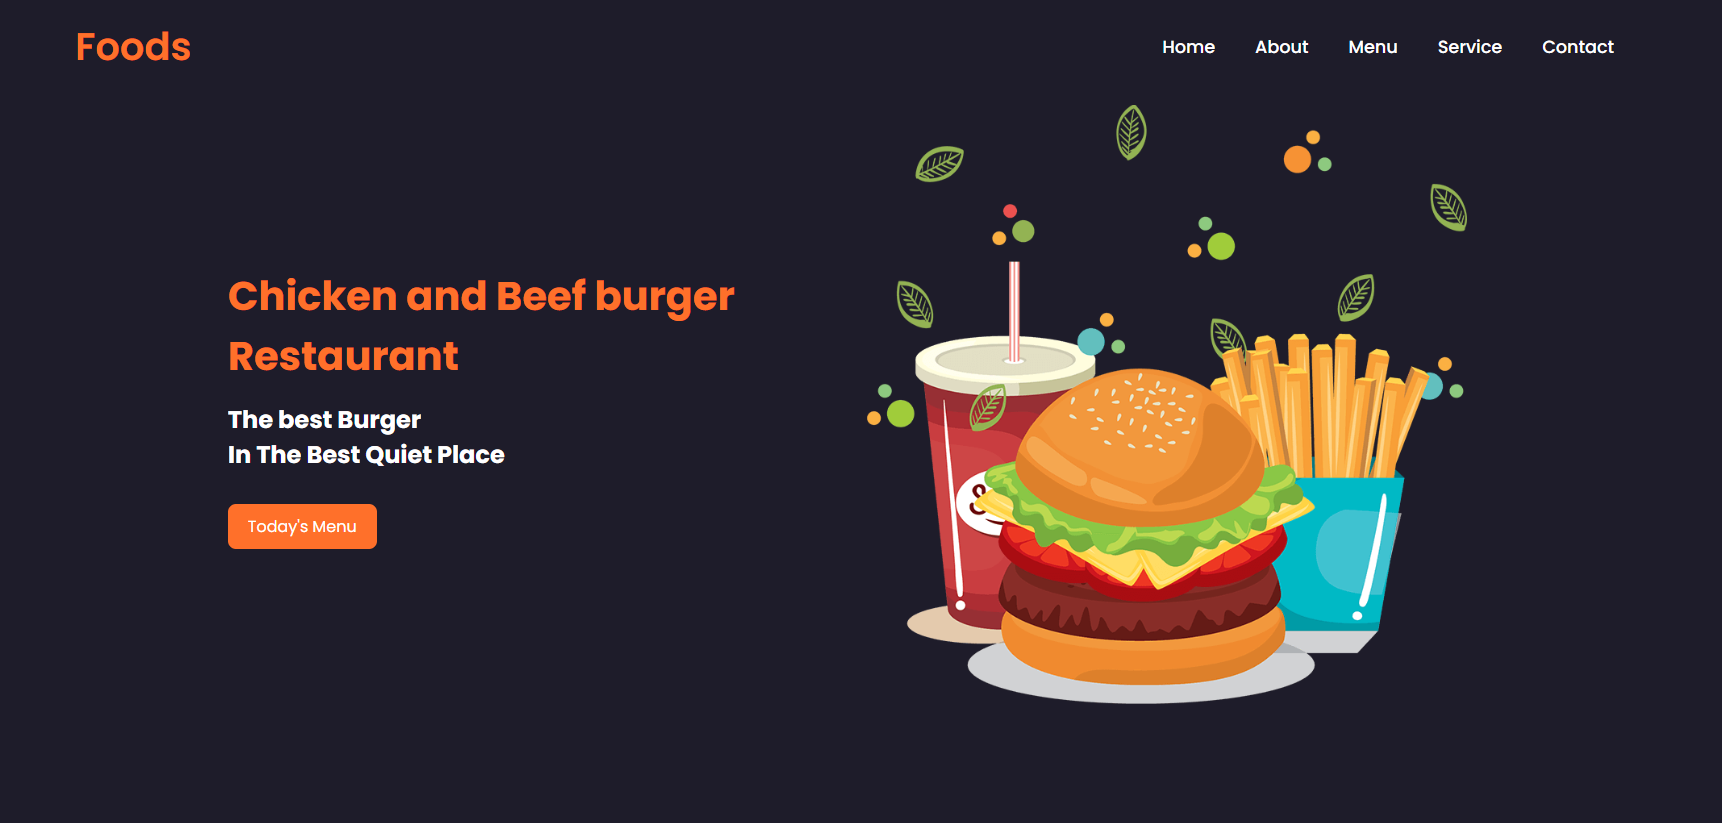 Foods
Home About Menu Service Contact
Chicken and Beef burger
Restaurant
The best Burger
In The Best Quiet Place
Today's Menu